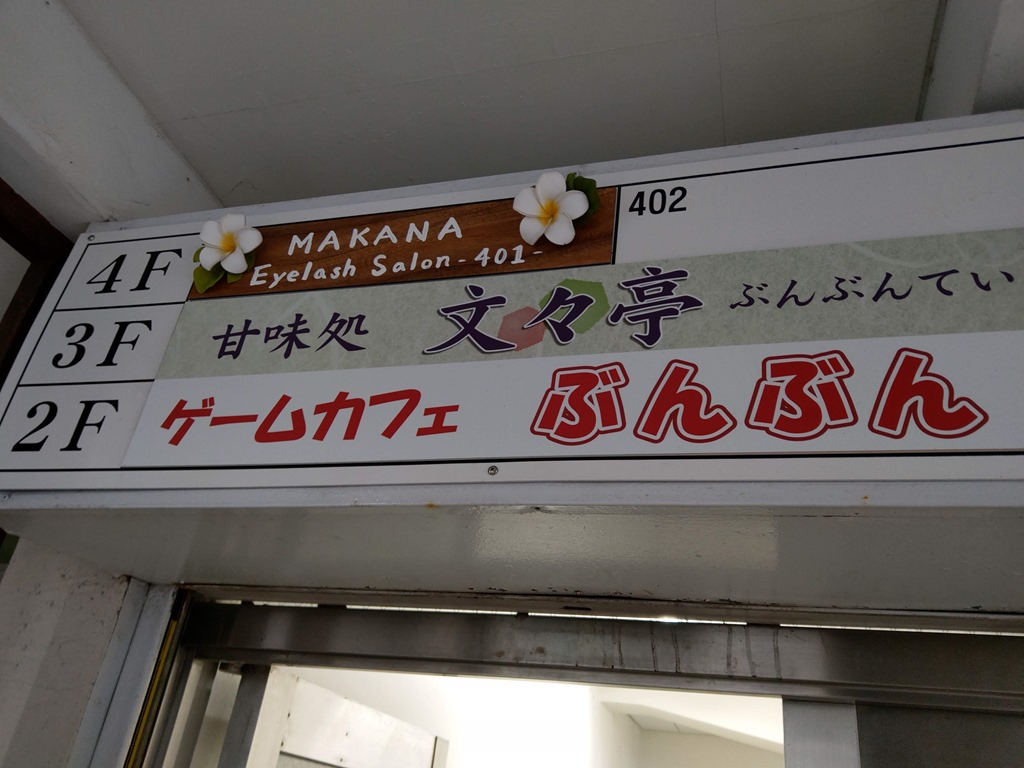 4F
MAKANA
Eyelash Salon -401-
402
3F
甘味処 文々亭 ぶんぶんてい
2F
ゲームカフェ ぶんぶん